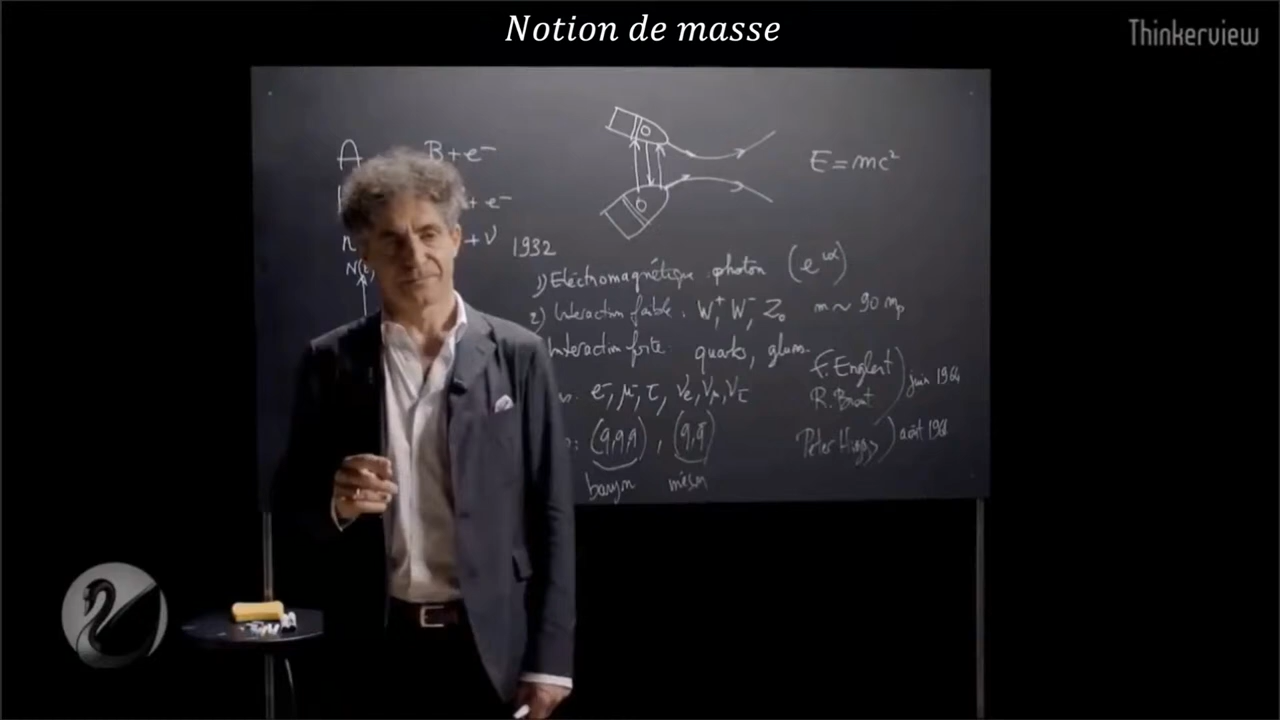 Notion de masse
Thinkerview
A B + e⁻
+ e⁻
n + ν
N(
1932
E = mc²
1) Electromagnétique : photon (e^iα)
2) Interaction faible : W⁺, W⁻, Z₀ m ~ 90 mp
Interaction forte : quarks, gluons
e⁻, μ⁻, τ, νe, νμ, ντ
(q,q,q), (q,q̄)
baryon méson
F. Englert
R. Brout
juin 1964
Peter Higgs
août 1964